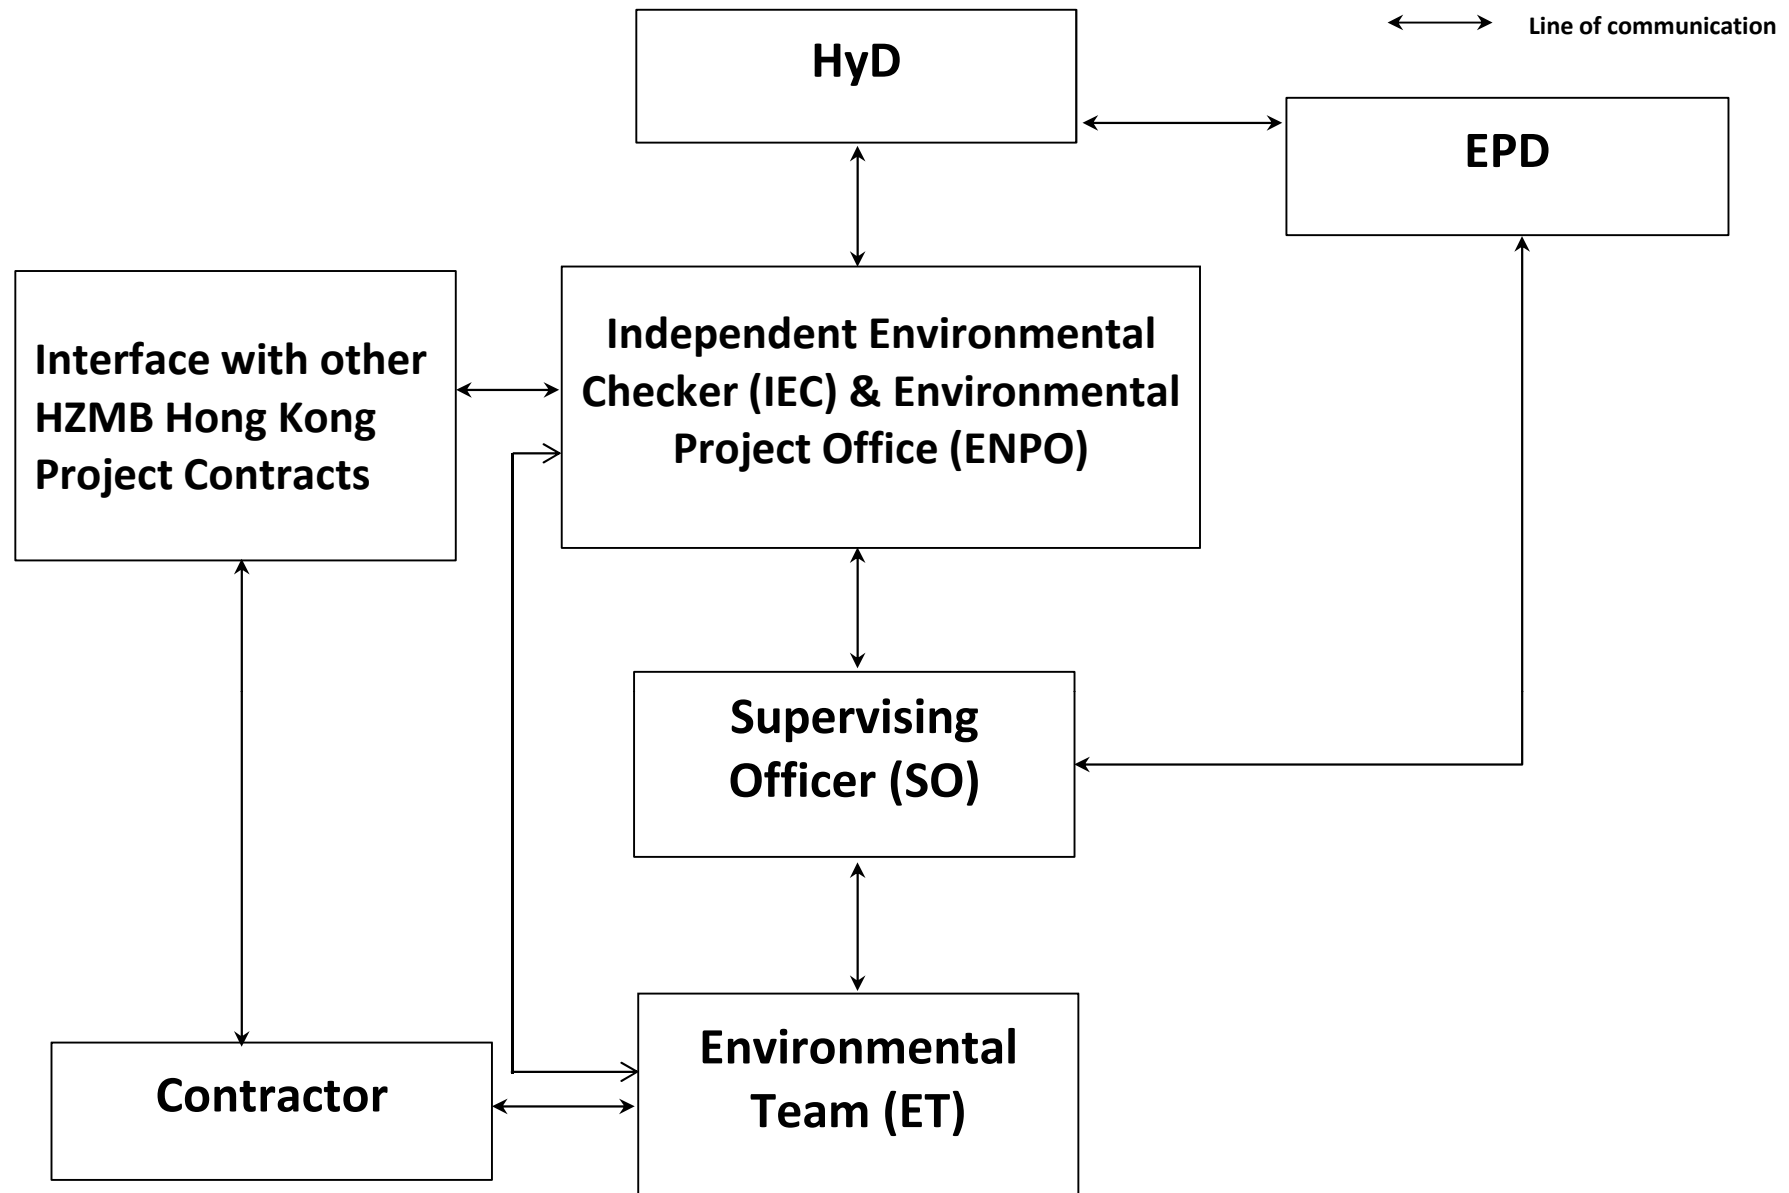 Line of communication
HyD
EPD
Interface with other
HZMB Hong Kong
Project Contracts
Independent Environmental
Checker (IEC) & Environmental
Project Office (ENPO)
Supervising
Officer (SO)
Contractor
Environmental
Team (ET)